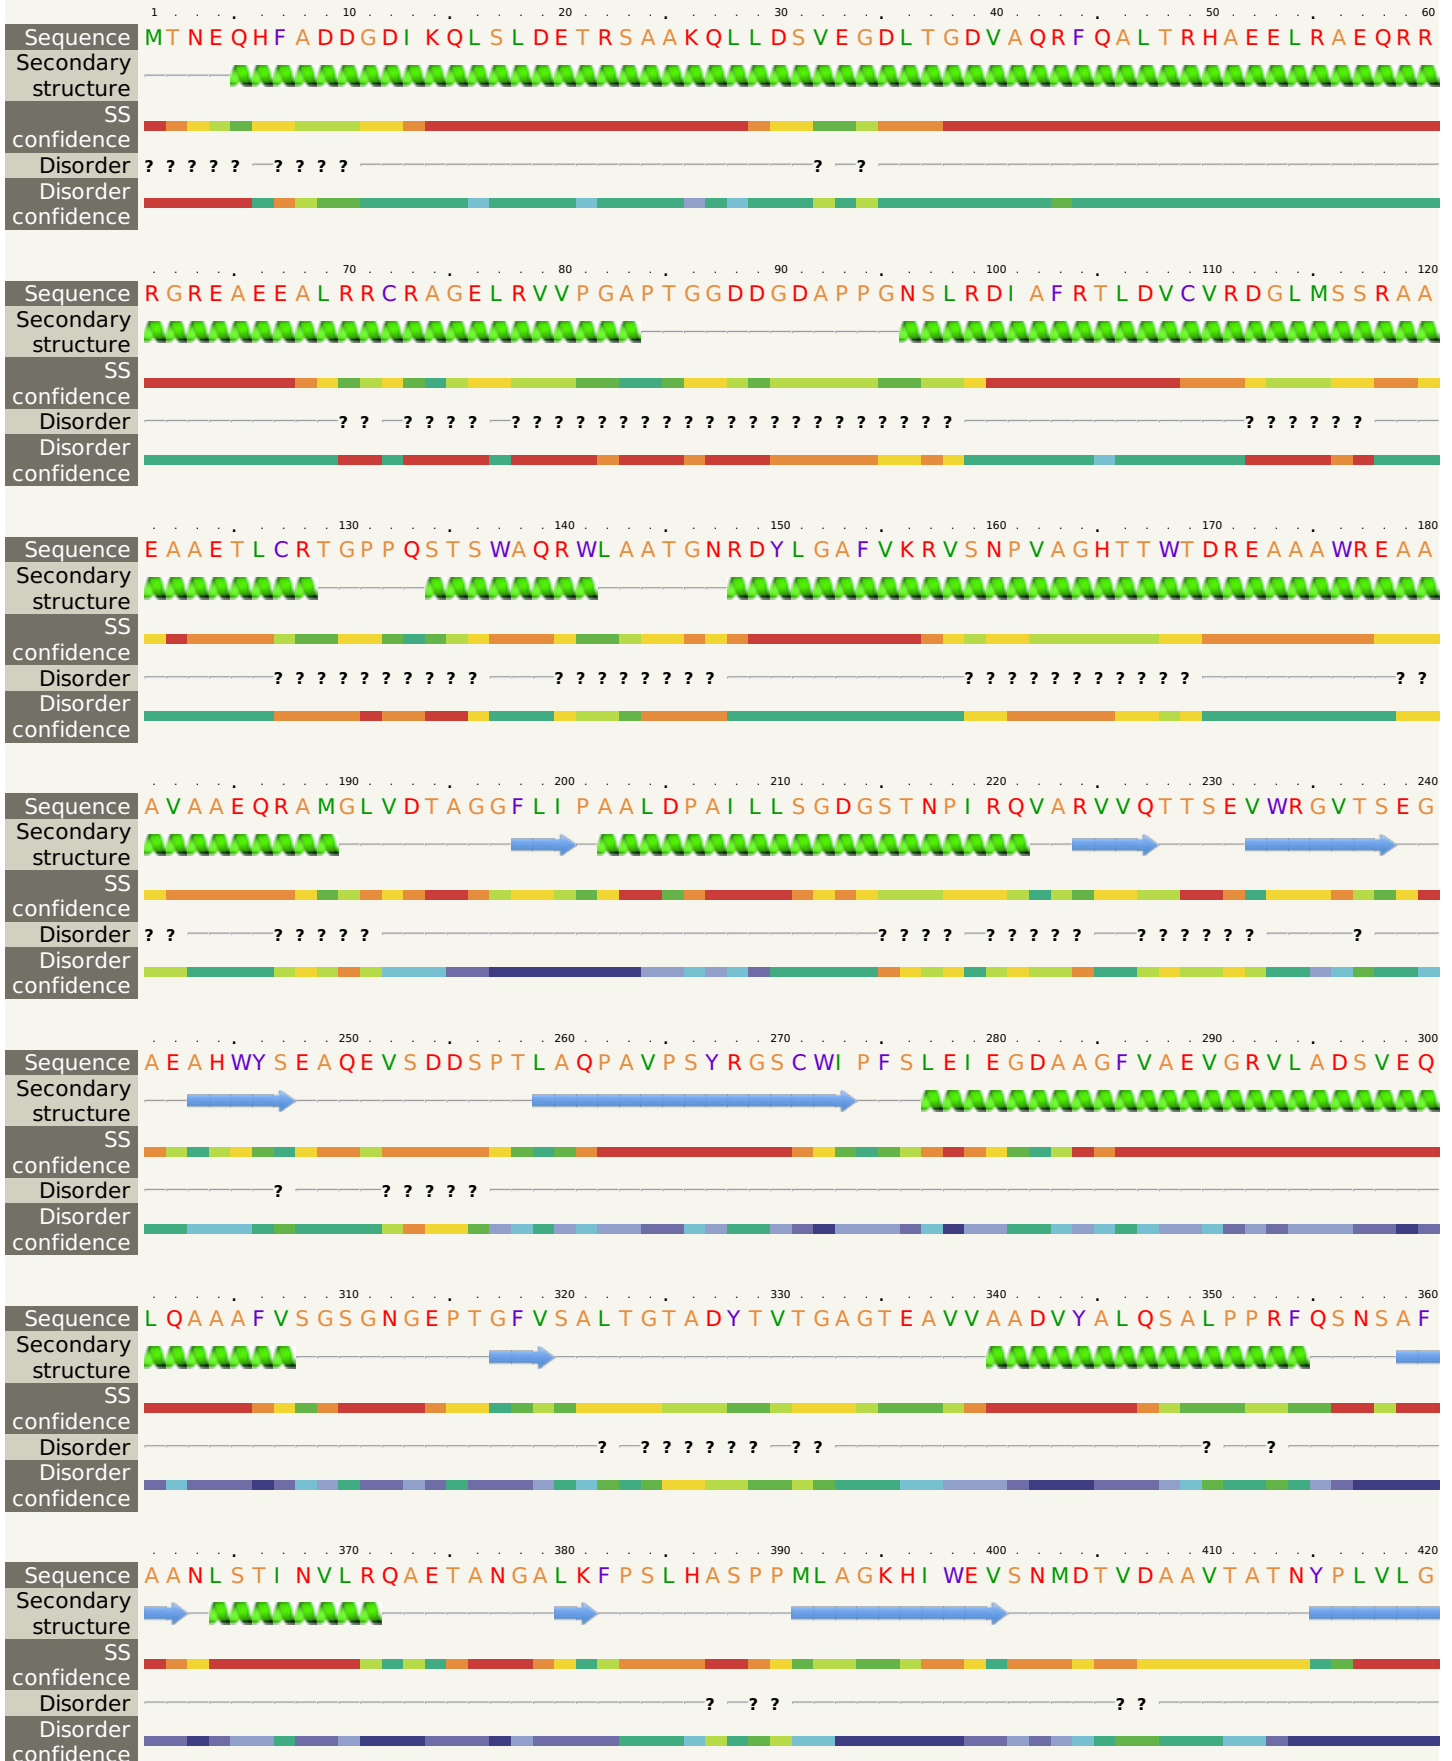 1 10 20 30 40 50 60
Sequence MTNEQHFADDGDIKQLSLDETRSAAKQLLDSVEGDLTGDVAQRFQALTRHAEELRAEQRR
Secondary
structure
SS
confidence
Disorder ? ? ? ? ? ? ? ? ? ? ?
Disorder
confidence
70 80 90 100 110 120
Sequence RGREAEEALRRCRAGELRVVPGAPTGGDDGDAPPGNSLRDIAFRTLDVCVRDGLMSSRAA
Secondary
structure
SS
confidence
Disorder ? ? ? ? ? ? ? ? ? ? ? ? ? ? ? ? ? ? ? ? ? ? ? ? ? ? ? ? ? ? ? ? ?
Disorder
confidence
130 140 150 160 170 180
Sequence EAAETLCRTGPPQSTSWAQRWLAATGNRDYLGAFVKRVSNPVAGHTTWTDREAAAWREAA
Secondary
structure
SS
confidence
Disorder ? ? ? ? ? ? ? ? ? ? ? ? ? ? ? ? ? ? ? ? ? ? ? ? ? ? ? ? ? ? ?
Disorder
confidence
190 200 210 220 230 240
Sequence AVAAEQRAMGLVDTAGGFLIPAALDPAILLSGDGSTNPIRQVARVVQTTSEVWRGVTSEG
Secondary
structure
SS
confidence
Disorder ? ? ? ? ? ? ? ? ? ? ? ? ? ? ? ? ? ? ? ? ? ? ? ?
Disorder
confidence
250 260 270 280 290 300
Sequence AEAHWYSEAQEVSDDSPTLAQPAVPSYRGSCWIPFSLEIEGDAAGFVAEVGRVLADSVEQ
Secondary
structure
SS
confidence
Disorder ? ? ? ? ? ?
Disorder
confidence
310 320 330 340 350 360
Sequence LQAAAFVSGSGNGEPTGFVSALTGTADYTVTGAGTEAVVAADVYALQSALPPRFQSNSAF
Secondary
structure
SS
confidence
Disorder ? ? ? ? ? ? ? ? ? ? ?
Disorder
confidence
370 380 390 400 410 420
Sequence AANLSTINVLRQAETANGALKFPSLHASPPMLAGKHIWEVSNMDTVDAAVTATNYPLVLG
Secondary
structure
SS
confidence
Disorder ? ? ? ? ?
Disorder
confidence